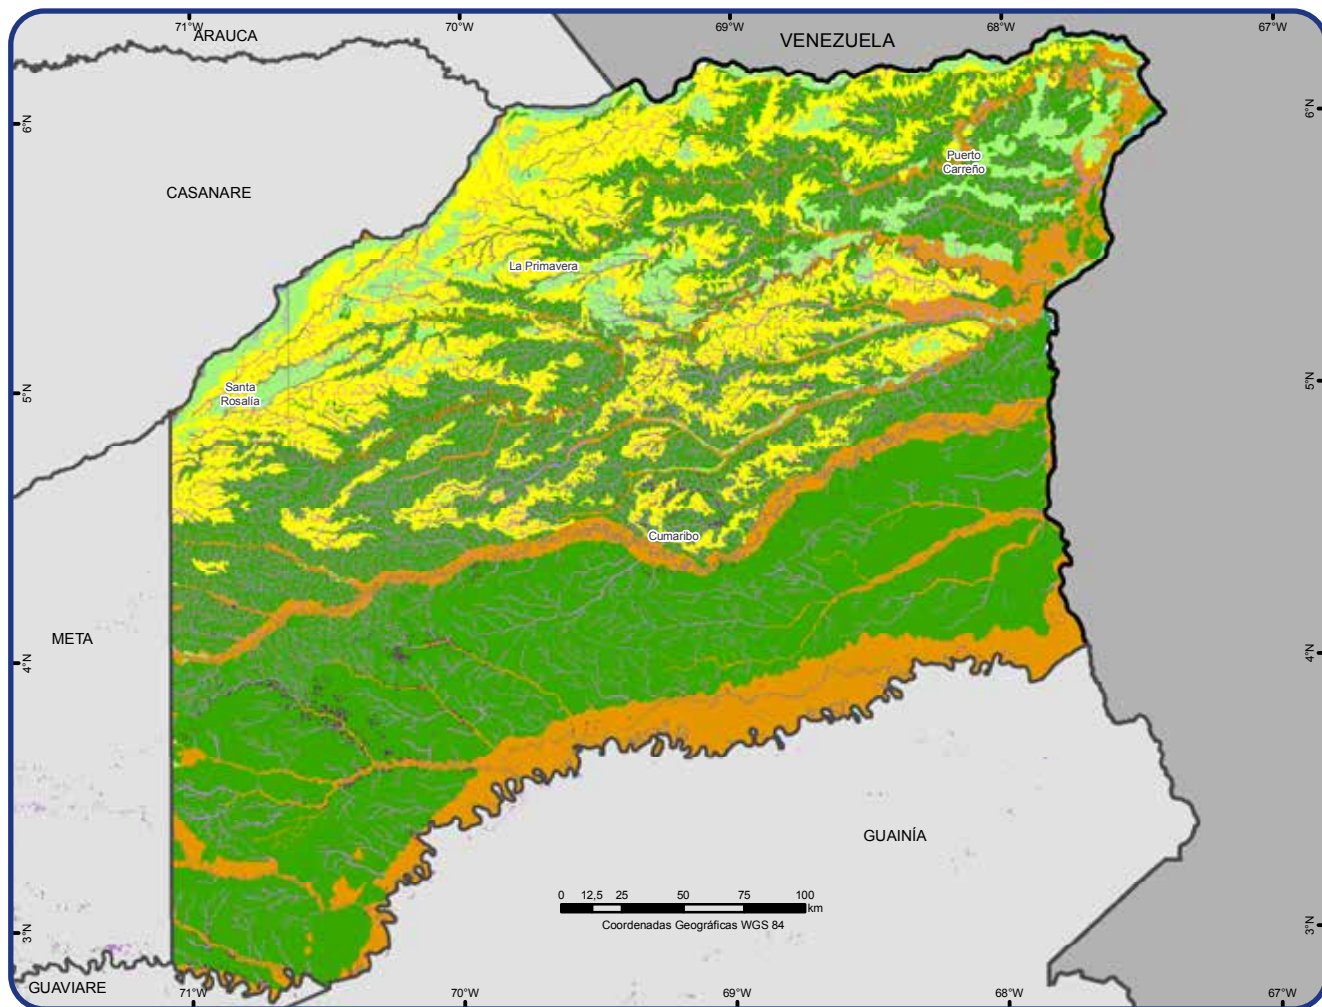 71°W
70°W
69°W
68°W
67°W
ARAUCA
VENEZUELA
6°N
6°N
Puerto
Carreño
CASANARE
La Primavera
5°N
5°N
Santa
Rosalía
Cumaribo
META
4°N
4°N
GUAINÍA
0 12,5 25 50 75 100
km
Coordenadas Geográficas WGS 84
3°N
3°N
GUAVIARE
71°W
70°W
69°W
68°W
67°W